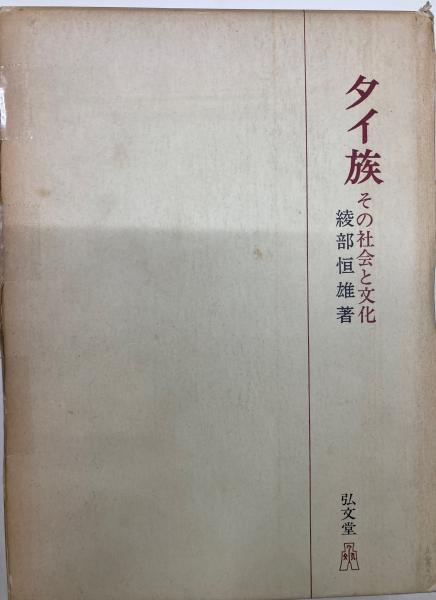 タイ族
その社会と文化
綾部恒雄著
弘文堂